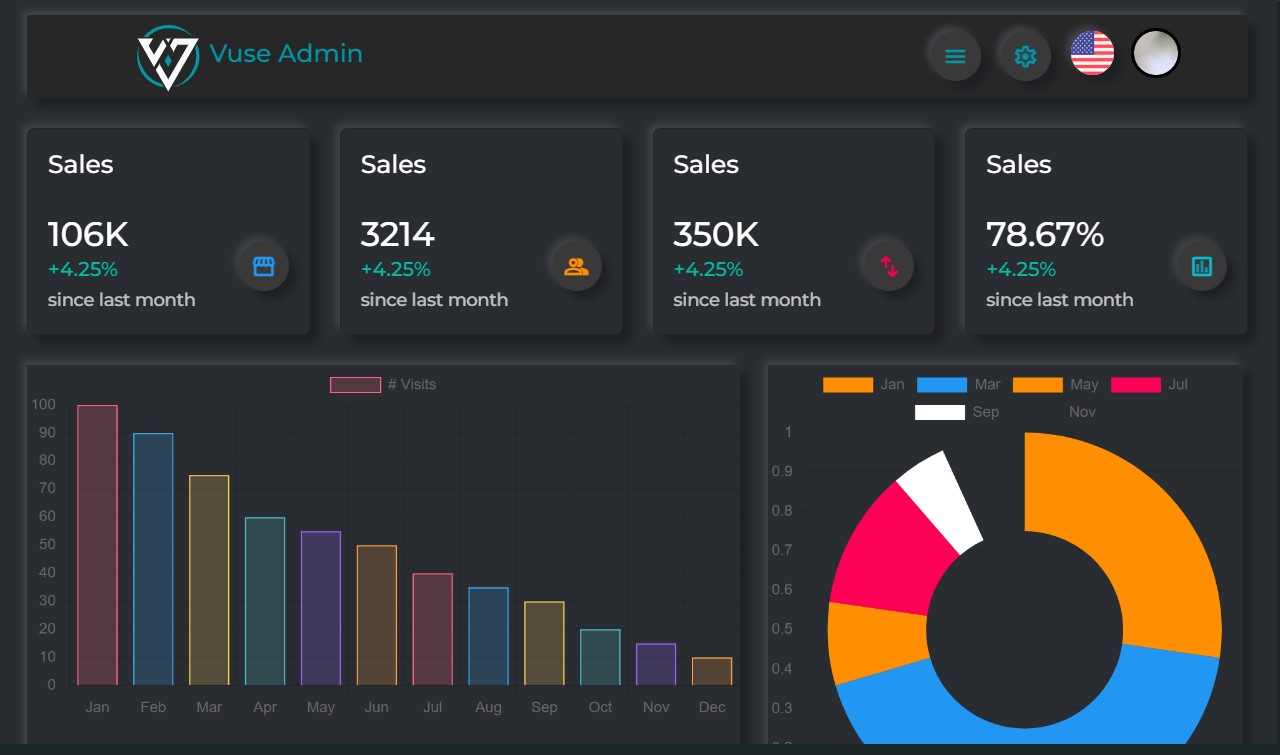 Vuse Admin
Sales
106K
+4.25%
since last month
Sales
3214
+4.25%
since last month
Sales
350K
+4.25%
since last month
Sales
78.67%
+4.25%
since last month
# Visits
100
90
80
70
60
50
40
30
20
10
0
Jan Feb Mar Apr May Jun Jul Aug Sep Oct Nov Dec
Jan Mar May Jul
Sep Nov
1
0.9
0.8
0.7
0.6
0.5
0.4
0.3